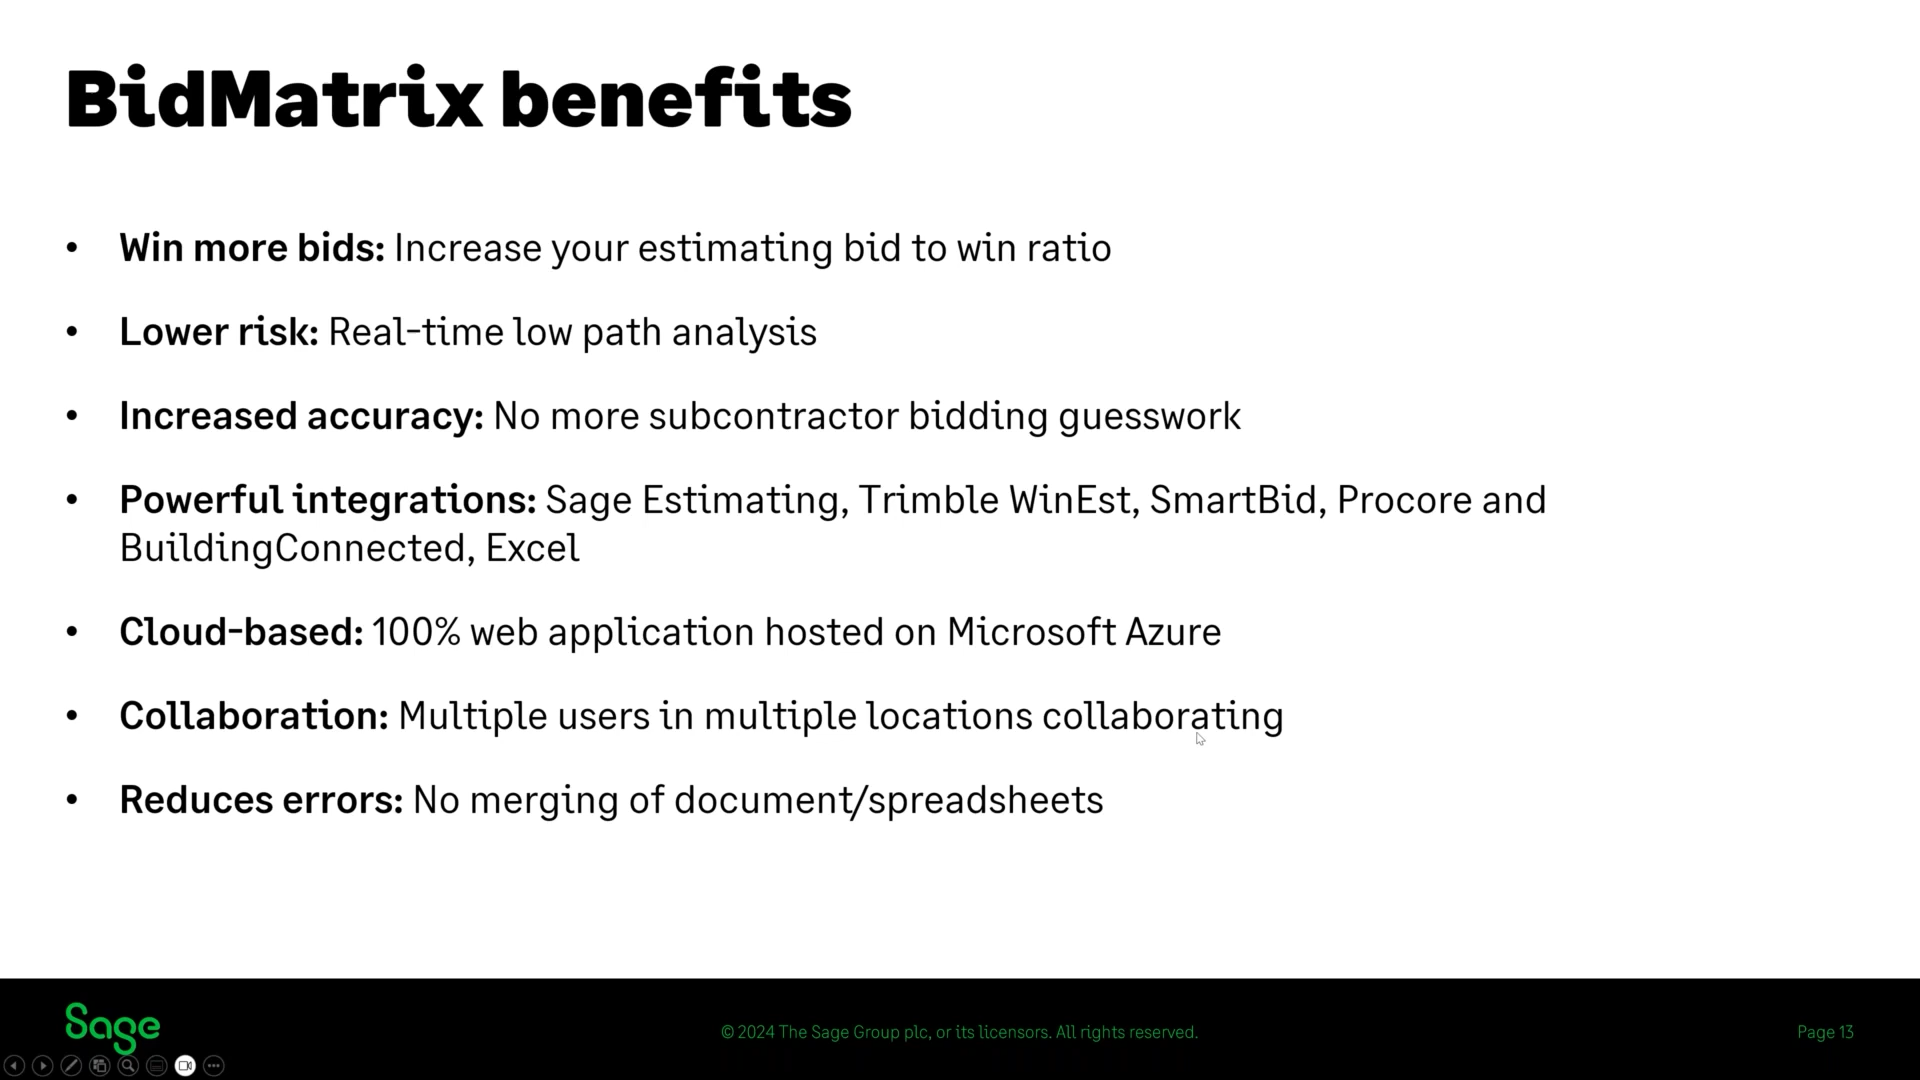 BidMatrix benefits
• Win more bids: Increase your estimating bid to win ratio
• Lower risk: Real-time low path analysis
• Increased accuracy: No more subcontractor bidding guesswork
• Powerful integrations: Sage Estimating, Trimble WinEst, SmartBid, Procore and
BuildingConnected, Excel
• Cloud-based: 100% web application hosted on Microsoft Azure
• Collaboration: Multiple users in multiple locations collaborating
• Reduces errors: No merging of document/spreadsheets
Sage
© 2024 The Sage Group plc, or its licensors. All rights reserved.
Page 13